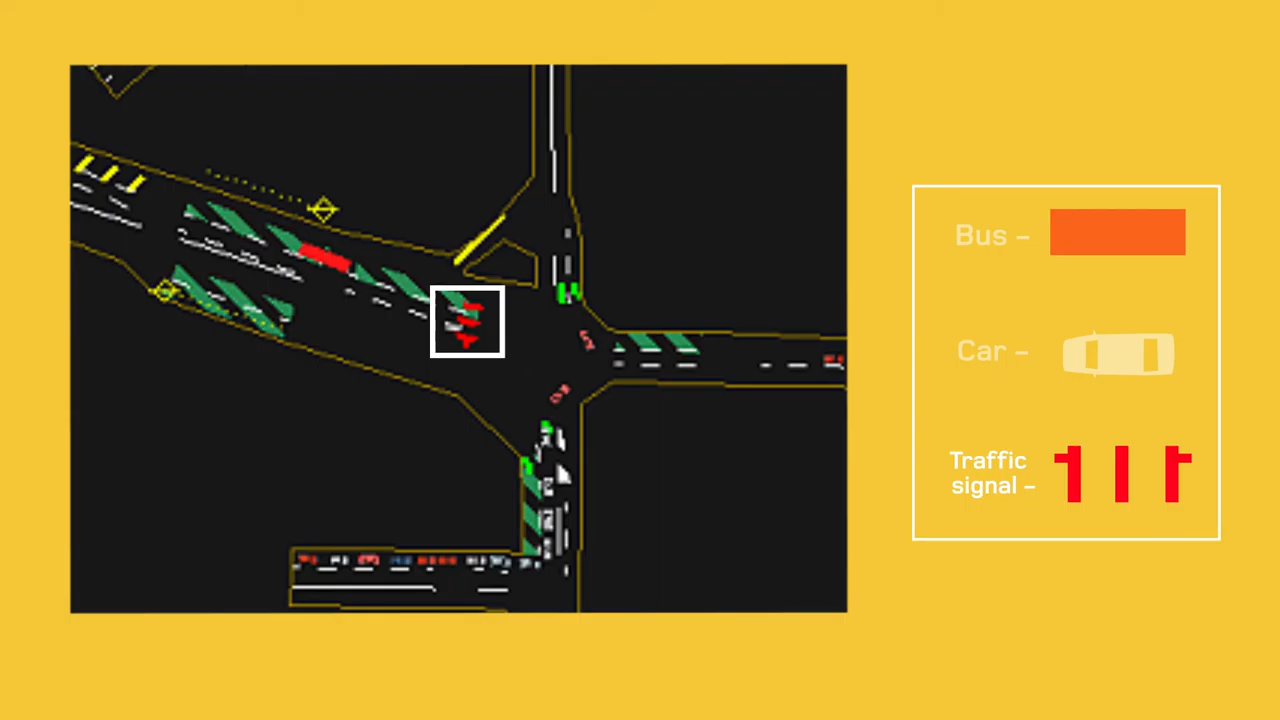 Bus –
Car –
Traffic
signal –